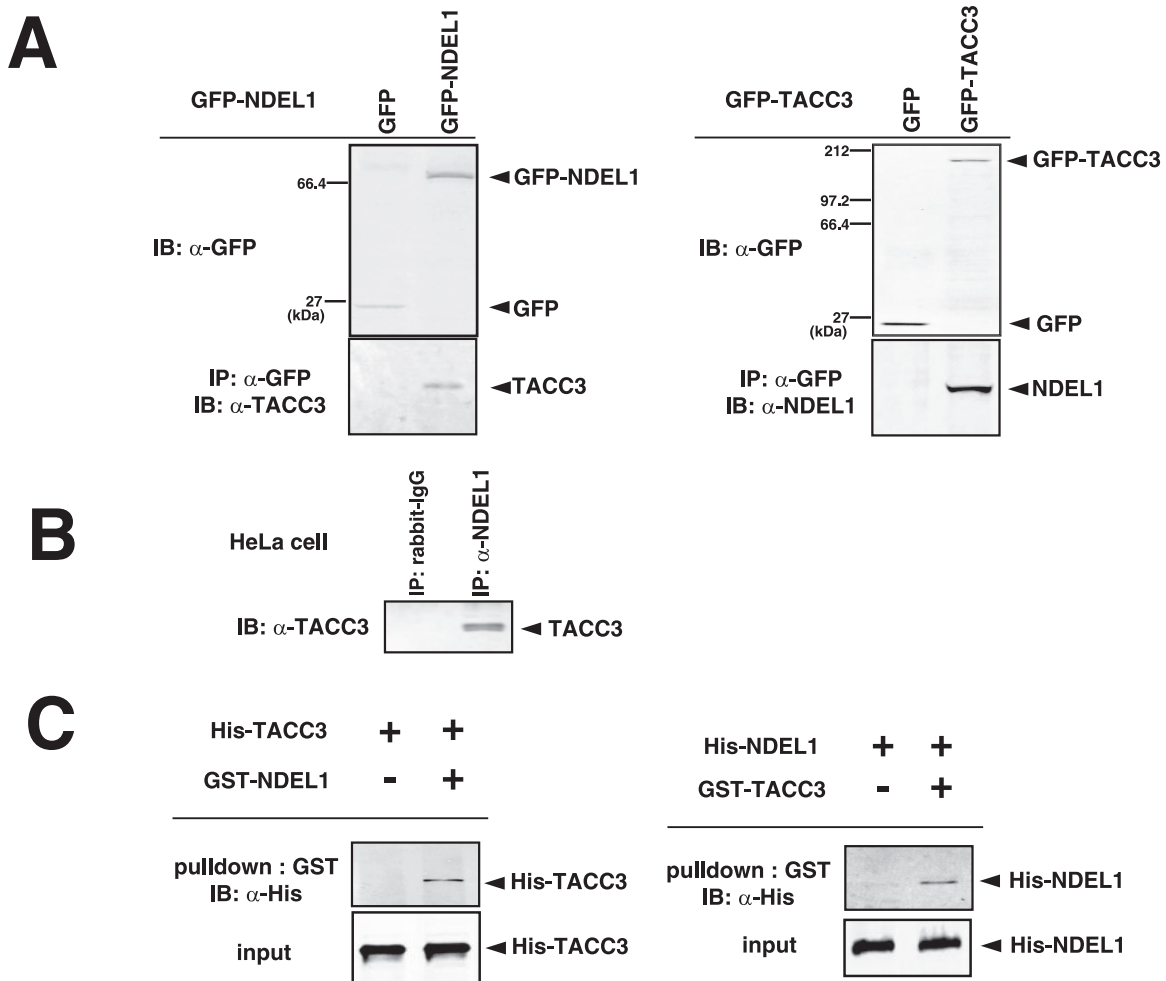 A
GFP-NDEL1
GFP
GFP-NDEL1
66.4
GFP-NDEL1
IB: α-GFP
27
(kDa)
GFP
IP: α-GFP
IB: α-TACC3
TACC3
GFP-TACC3
GFP
GFP-TACC3
212
GFP-TACC3
97.2
66.4
IB: α-GFP
27
(kDa)
GFP
IP: α-GFP
IB: α-NDEL1
NDEL1
B
HeLa cell
IP: rabbit-IgG
IP: α-NDEL1
IB: α-TACC3
TACC3
C
His-TACC3 + +
GST-NDEL1 - +
pulldown : GST
IB: α-His
His-TACC3
input
His-TACC3
His-NDEL1 + +
GST-TACC3 - +
pulldown : GST
IB: α-His
His-NDEL1
input
His-NDEL1